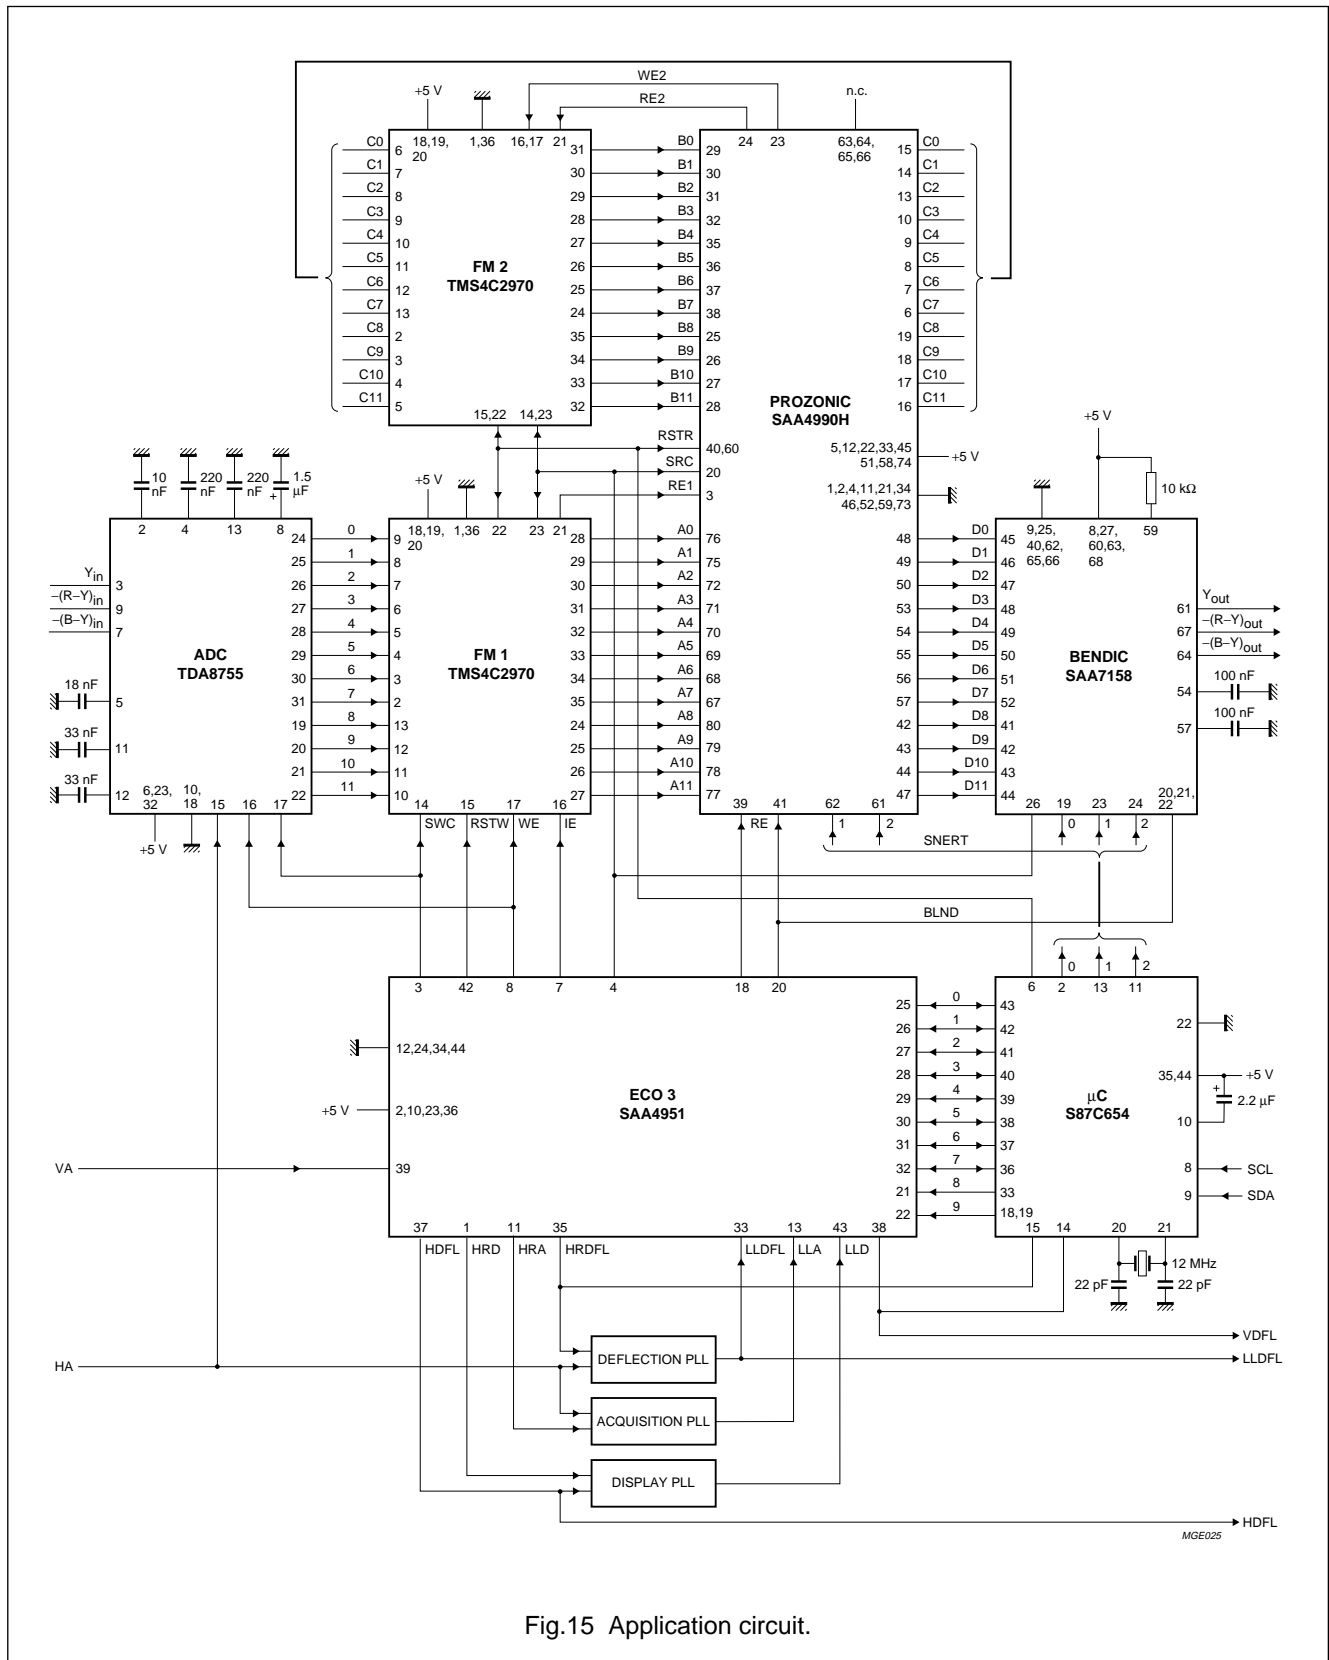 WE2
RE2
+5 V
n.c.
18,19,
20
1,36
16,17
21
24
23
63,64,
65,66
C0 6 31 B0 29 15 C0
C1 7 30 B1 30 14 C1
C2 8 29 B2 31 13 C2
C3 9 28 B3 32 10 C3
C4 10 27 B4 35 9 C4
C5 11 26 B5 36 8 C5
C6 12 25 B6 37 7 C6
C7 13 24 B7 38 6 C7
C8 2 35 B8 25 19 C8
C9 3 34 B9 26 18 C9
C10 4 33 B10 27 17 C10
C11 5 32 B11 28 16 C11
FM 2
TMS4C2970
15,22
14,23
PROZONIC
SAA4990H
RSTR 40,60
SRC 20
RE1 3
5,12,22,33,45
51,58,74
+5 V
1,2,4,11,21,34
46,52,59,73
+5 V
10 kΩ
10
nF
220
nF
220
nF
1.5
μF
+
2
4
13
8
+5 V
18,19,
20
1,36
22
23
21
9,25,
40,62,
65,66
8,27,
60,63,
68
59
24 0 9 28 A0 76 48 D0 45
25 1 8 29 A1 75 49 D1 46
26 2 7 30 A2 72 50 D2 47
27 3 6 31 A3 71 53 D3 48
28 4 5 32 A4 70 54 D4 49
29 5 4 33 A5 69 55 D5 50
30 6 3 34 A6 68 56 D6 51
31 7 2 35 A7 67 57 D7 52
19 8 13 24 A8 80 42 D8 41
20 9 12 25 A9 79 43 D9 42
21 10 11 26 A10 78 44 D10 43
22 11 10 27 A11 77 47 D11 44
Yin 3
–(R–Y)in 9
–(B–Y)in 7
ADC
TDA8755
18 nF
5
33 nF
11
33 nF
12
6,23,
32
10,
18
15
16
17
+5 V
FM 1
TMS4C2970
14
15
17
16
SWC
RSTW
WE
IE
39
41
62
61
RE
1
2
SNERT
BENDIC
SAA7158
61 Yout
67 –(R–Y)out
64 –(B–Y)out
54
100 nF
57
100 nF
26
19
23
24
20,21,
22
0
1
2
BLND
0
1
2
3
42
8
7
4
18
20
6
2
13
11
12,24,34,44
+5 V
2,10,23,36
ECO 3
SAA4951
VA
39
25 0 43
26 1 42
27 2 41
28 3 40
29 4 39
30 5 38
31 6 37
32 7 36
21 8 33
22 9 18,19
μC
S87C654
22
35,44
+5 V
+
2.2 μF
10
8
SCL
9
SDA
37
1
11
35
33
13
43
38
HDFL
HRD
HRA
HRDFL
LLDFL
LLA
LLD
15
14
20
21
12 MHz
22 pF
22 pF
VDFL
HA
DEFLECTION PLL
LLDFL
ACQUISITION PLL
DISPLAY PLL
HDFL
MGE025
Fig.15 Application circuit.